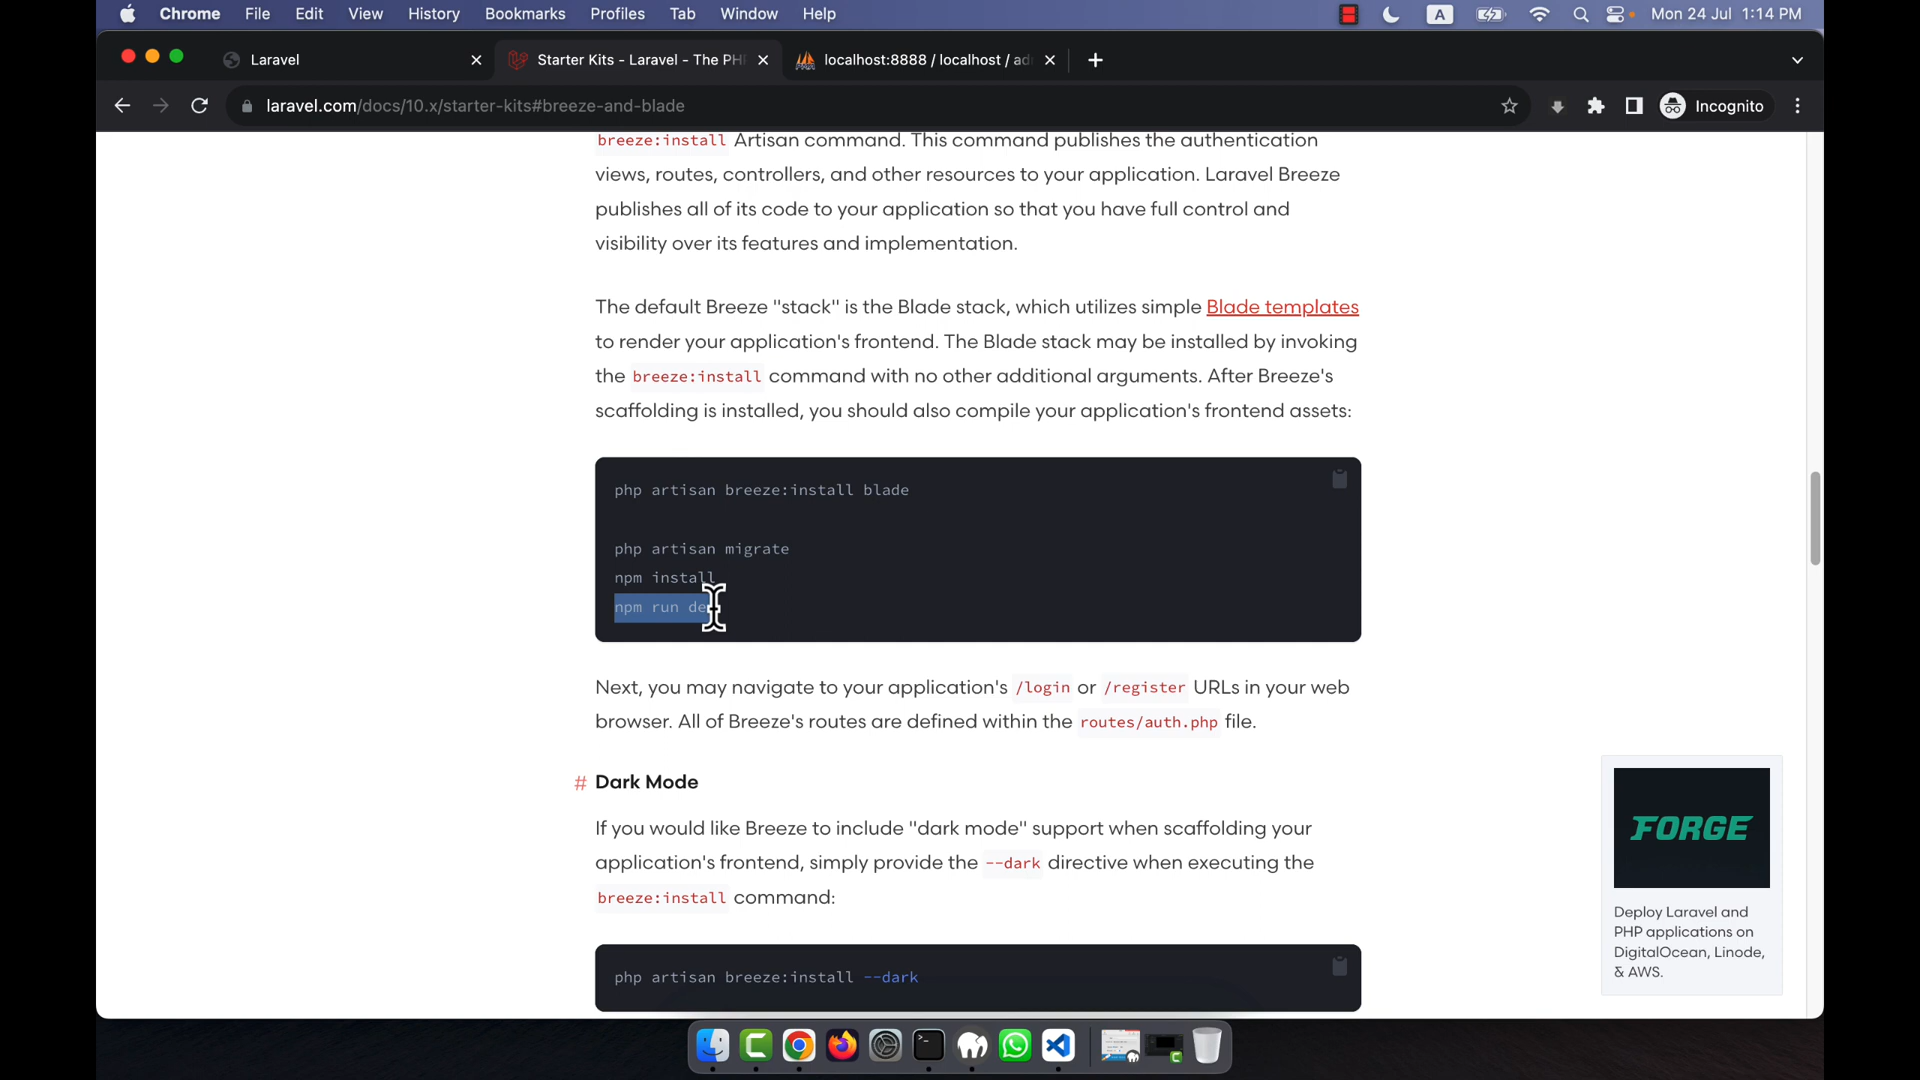 Chrome File Edit View History Bookmarks Profiles Tab Window Help A Mon 24 Jul 1:14 PM
Laravel Starter Kits - Laravel - The PH localhost:8888 / localhost / ad
laravel.com/docs/10.x/starter-kits#breeze-and-blade Incognito
breeze:install Artisan command. This command publishes the authentication
views, routes, controllers, and other resources to your application. Laravel Breeze
publishes all of its code to your application so that you have full control and
visibility over its features and implementation.
The default Breeze "stack" is the Blade stack, which utilizes simple Blade templates
to render your application's frontend. The Blade stack may be installed by invoking
the breeze:install command with no other additional arguments. After Breeze's
scaffolding is installed, you should also compile your application's frontend assets:
php artisan breeze:install blade
php artisan migrate
npm install
npm run de
Next, you may navigate to your application's /login or /register URLs in your web
browser. All of Breeze's routes are defined within the routes/auth.php file.
# Dark Mode
If you would like Breeze to include "dark mode" support when scaffolding your
application's frontend, simply provide the --dark directive when executing the
breeze:install command:
php artisan breeze:install --dark
FORGE
Deploy Laravel and
PHP applications on
DigitalOcean, Linode,
& AWS.